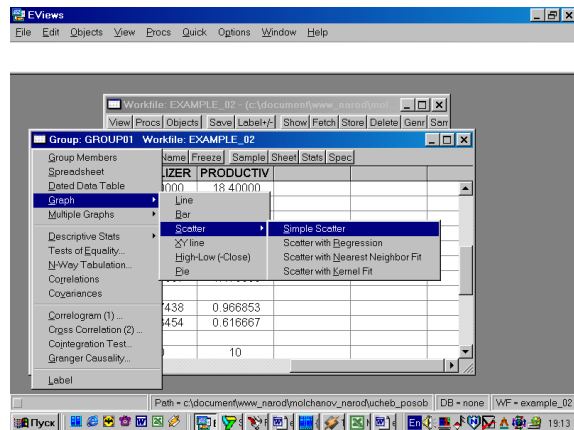 EViews
File Edit Objects View Procs Quick Options Window Help
Workfile: EXAMPLE_02 - (c:\document\www_narod\mol
View Procs Objects Save Label+/- Show Fetch Store Delete Genr Sam
Group: GROUP01 Workfile: EXAMPLE_02
Name Freeze Sample Sheet Stats Spec
Group Members
Spreadsheet
Dated Data Table
Graph
Multiple Graphs
Descriptive Stats
Tests of Equality...
N-Way Tabulation...
Correlations
Covariances
Correlogram (1) ...
Cross Correlation (2) ...
Cointegration Test...
Granger Causality...
Label
Line
Bar
Scatter
XY line
High-Low (-Close)
Pie
Simple Scatter
Scatter with Regression
Scatter with Nearest Neighbor Fit
Scatter with Kernel Fit
LIZER PRODUCTIV
0000 18.40000
7438 0.966853
6454 0.616667
10
Path = c:\document\www_narod\molchanov_narod\ucheb_posob DB = none WF = example_02
Пуск En 19:13